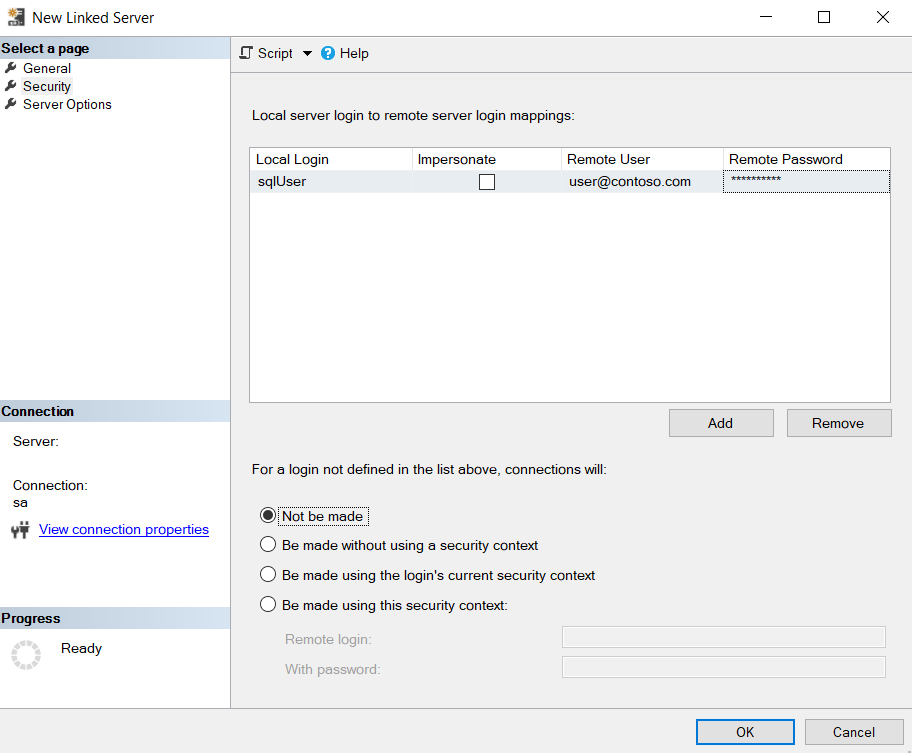 New Linked Server
Select a page
General
Security
Server Options
Script
Help
Local server login to remote server login mappings:
Local Login Impersonate Remote User Remote Password
sqlUser user@contoso.com **********
Add Remove
For a login not defined in the list above, connections will:
Not be made
Be made without using a security context
Be made using the login's current security context
Be made using this security context:
Remote login:
With password:
Connection
Server:
Connection:
sa
View connection properties
Progress
Ready
OK Cancel